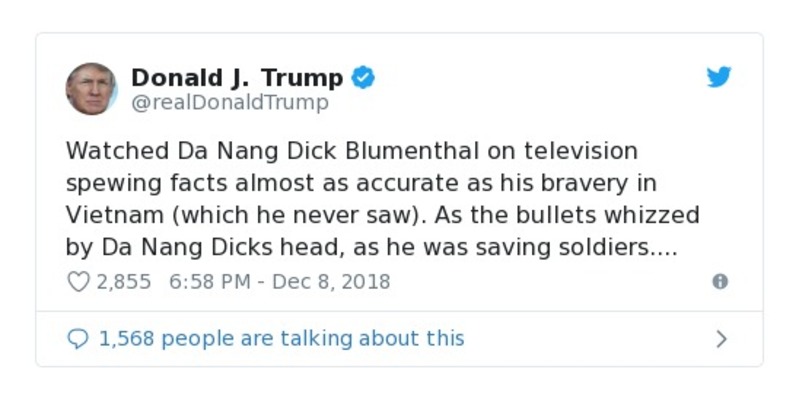 Donald J. Trump
@realDonaldTrump
Watched Da Nang Dick Blumenthal on television
spewing facts almost as accurate as his bravery in
Vietnam (which he never saw). As the bullets whizzed
by Da Nang Dicks head, as he was saving soldiers....
2,855 6:58 PM - Dec 8, 2018
1,568 people are talking about this